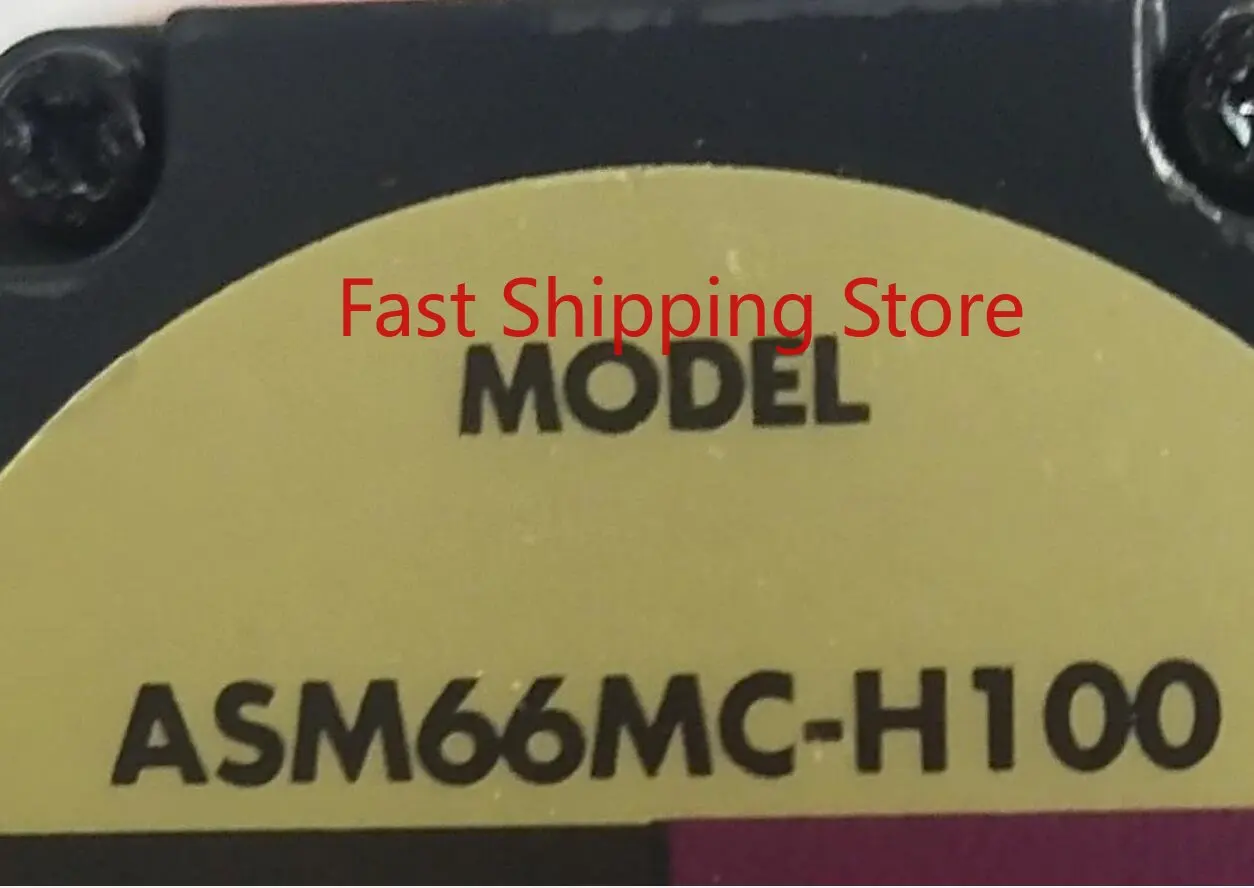 Fast Shipping Store
MODEL
ASM66MC-H100